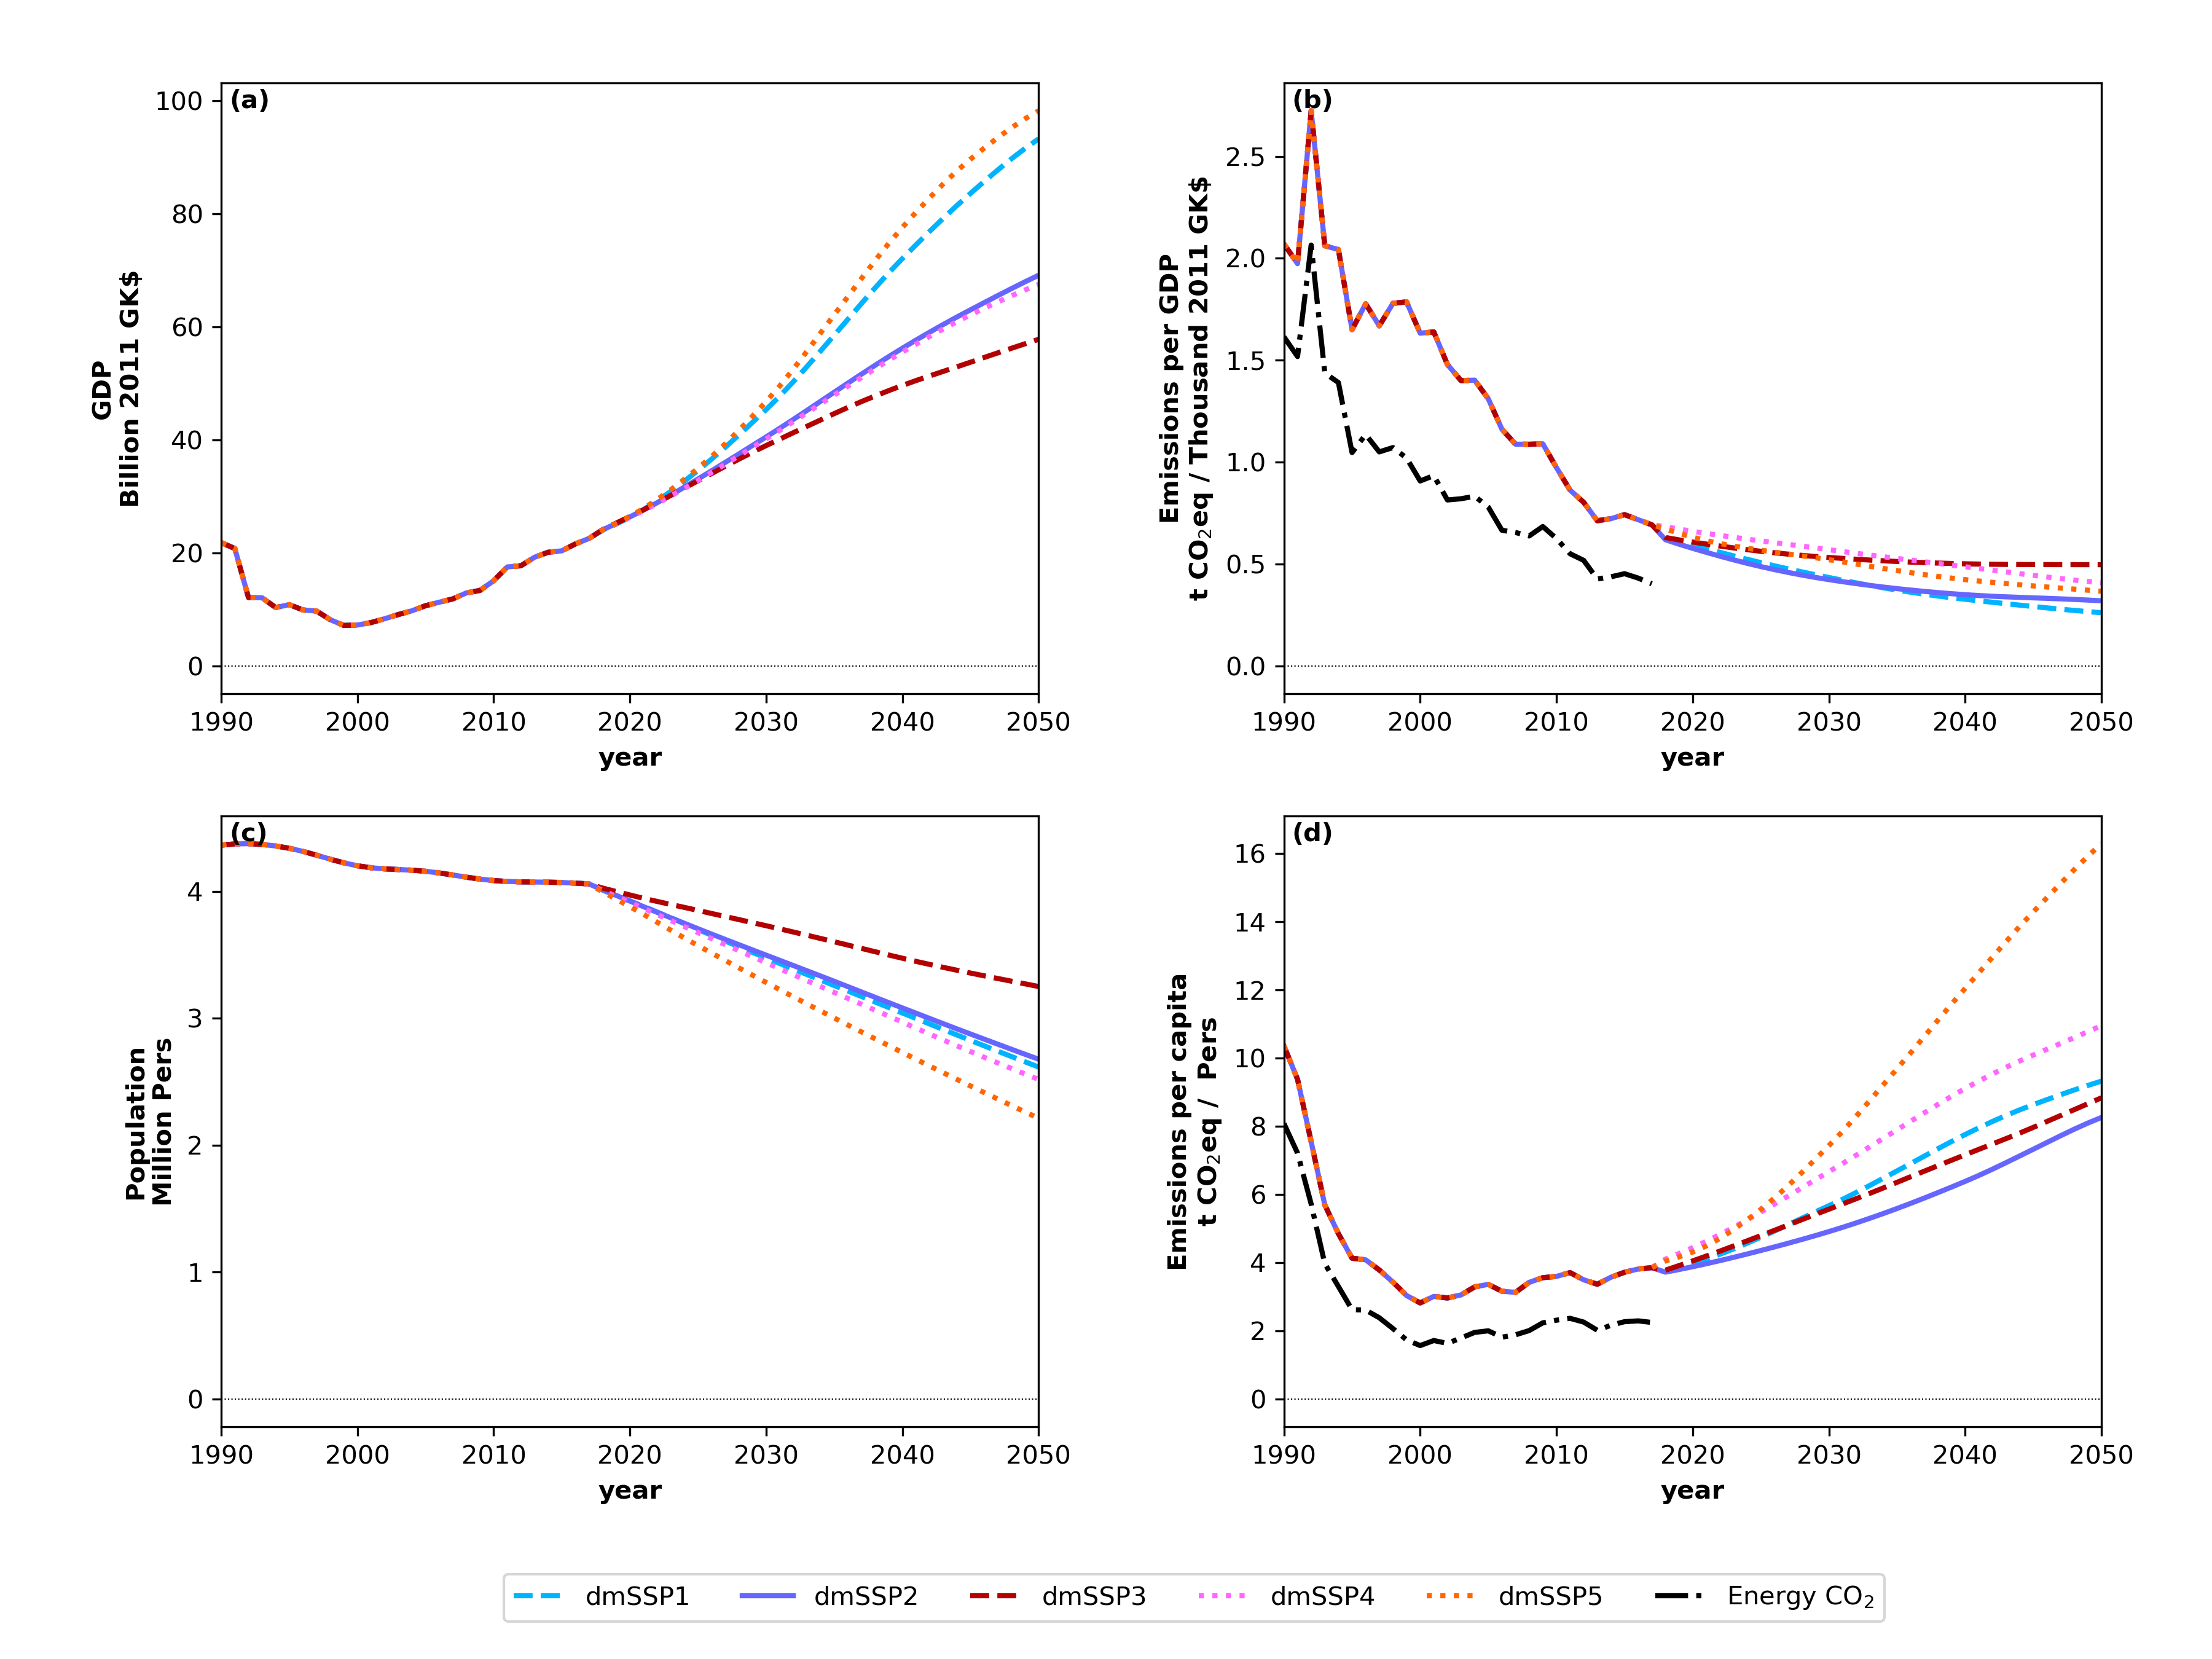 (a)
GDP
Billion 2011 GK$
100
80
60
40
20
0
1990 2000 2010 2020 2030 2040 2050
year
(b)
Emissions per GDP
t CO₂eq / Thousand 2011 GK$
2.5
2.0
1.5
1.0
0.5
0.0
1990 2000 2010 2020 2030 2040 2050
year
(c)
Population
Million Pers
4
3
2
1
0
1990 2000 2010 2020 2030 2040 2050
year
(d)
Emissions per capita
t CO₂eq / Pers
16
14
12
10
8
6
4
2
0
1990 2000 2010 2020 2030 2040 2050
year
dmSSP1 dmSSP2 dmSSP3 dmSSP4 dmSSP5 Energy CO₂